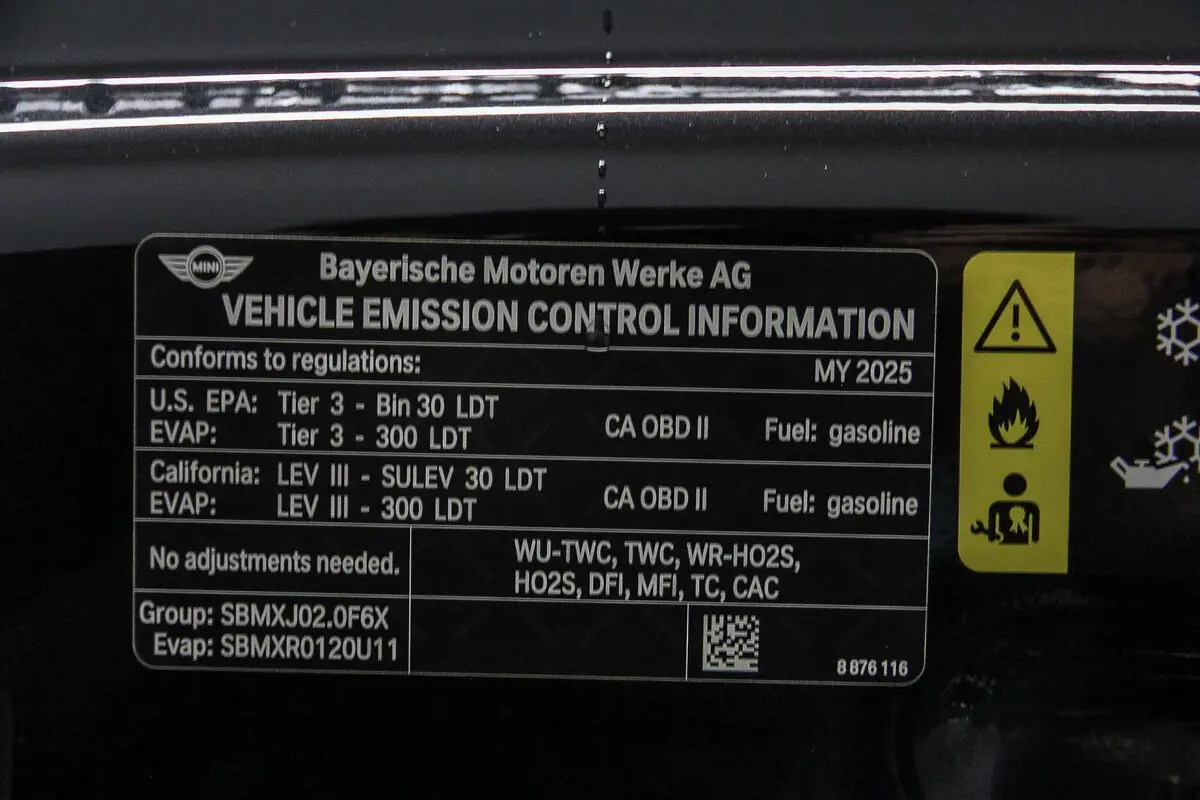 MINI
Bayerische Motoren Werke AG
VEHICLE EMISSION CONTROL INFORMATION
Conforms to regulations: MY 2025
U.S. EPA: Tier 3 - Bin 30 LDT
EVAP: Tier 3 - 300 LDT
CA OBD II Fuel: gasoline
California: LEV III - SULEV 30 LDT
EVAP: LEV III - 300 LDT
CA OBD II Fuel: gasoline
No adjustments needed.
WU-TWC, TWC, WR-HO2S,
HO2S, DFI, MFI, TC, CAC
Group: SBMXJ02.0F6X
Evap: SBMXR0120U11
8 876 116